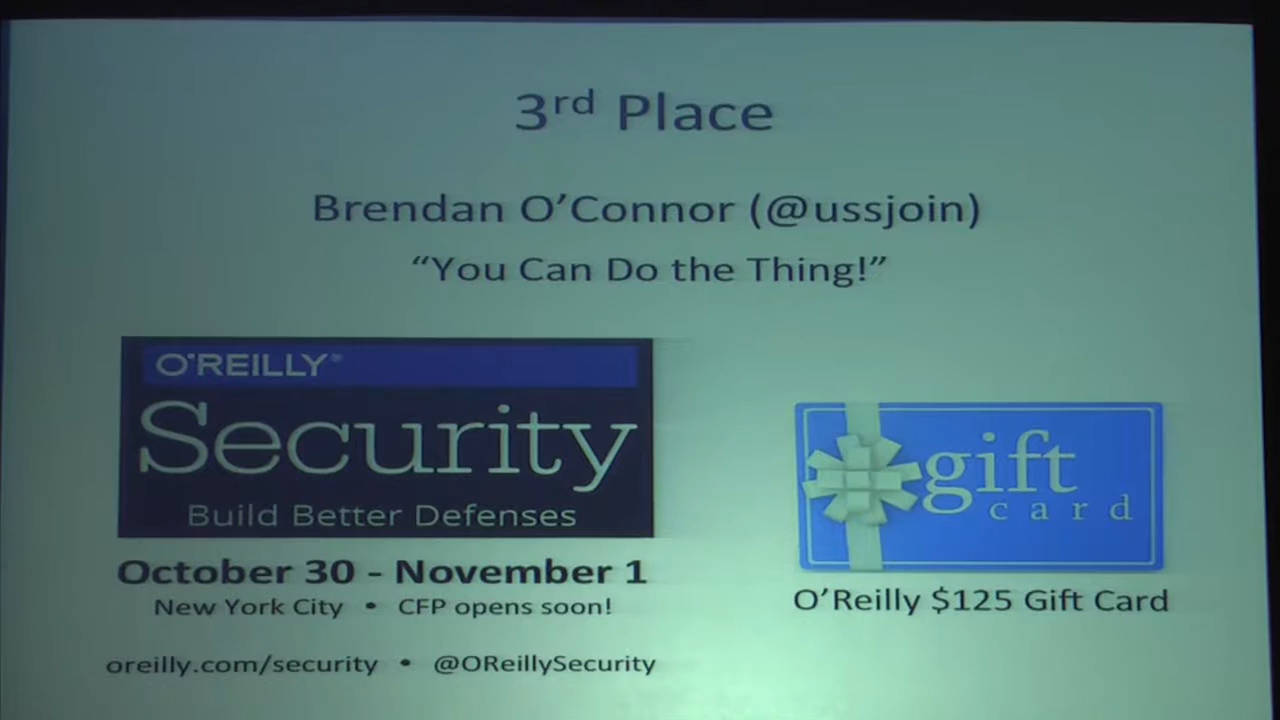 3rd Place
Brendan O’Connor (@ussjoin)
“You Can Do the Thing!”
O'REILLY®
Security
Build Better Defenses
October 30 - November 1
New York City • CFP opens soon!
oreilly.com/security • @OReillySecurity
gift
card
O’Reilly $125 Gift Card